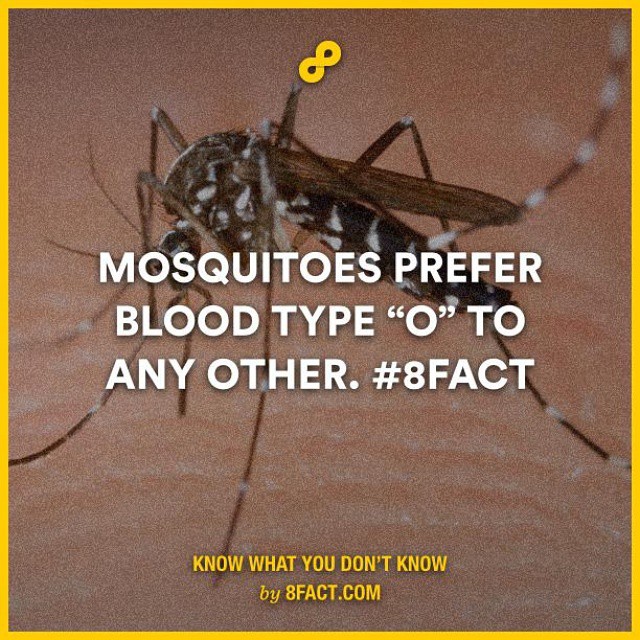 MOSQUITOES PREFER
BLOOD TYPE “O” TO
ANY OTHER. #8FACT
KNOW WHAT YOU DON’T KNOW
by 8FACT.COM